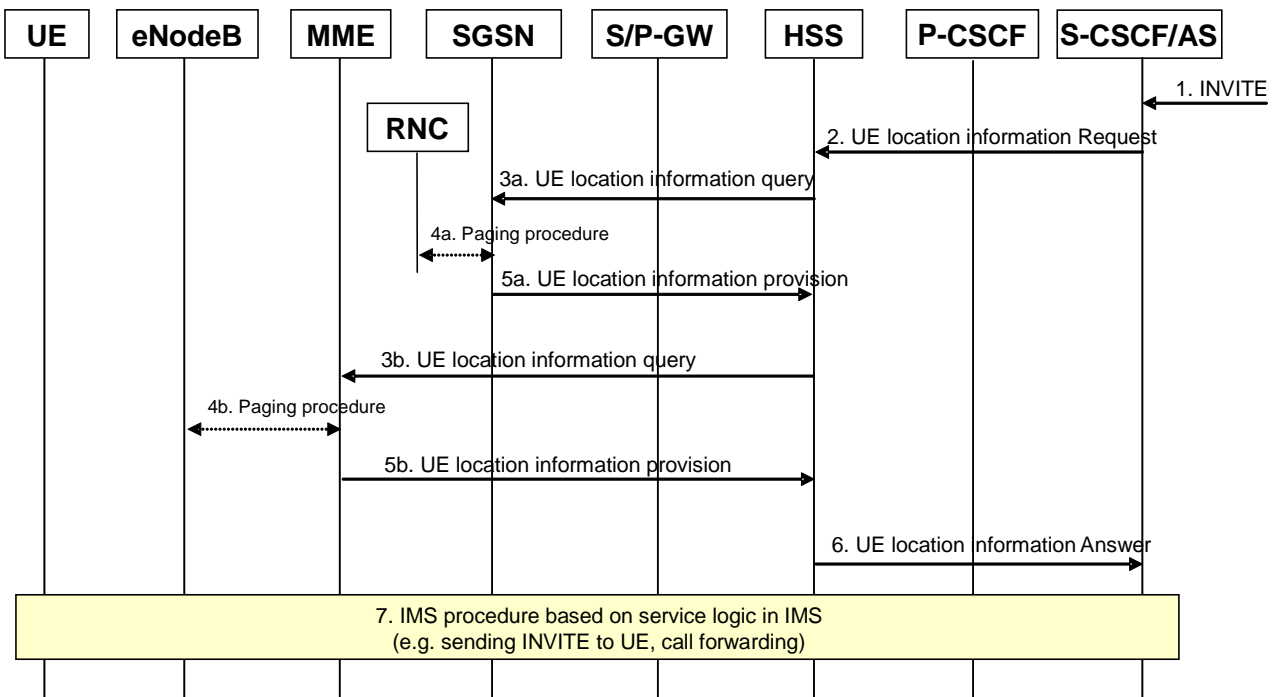 UE
eNodeB
MME
SGSN
S/P-GW
HSS
P-CSCF
S-CSCF/AS
1. INVITE
RNC
2. UE location information Request
3a. UE location information query
4a. Paging procedure
5a. UE location information provision
3b. UE location information query
4b. Paging procedure
5b. UE location information provision
6. UE location Information Answer
7. IMS procedure based on service logic in IMS
(e.g. sending INVITE to UE, call forwarding)